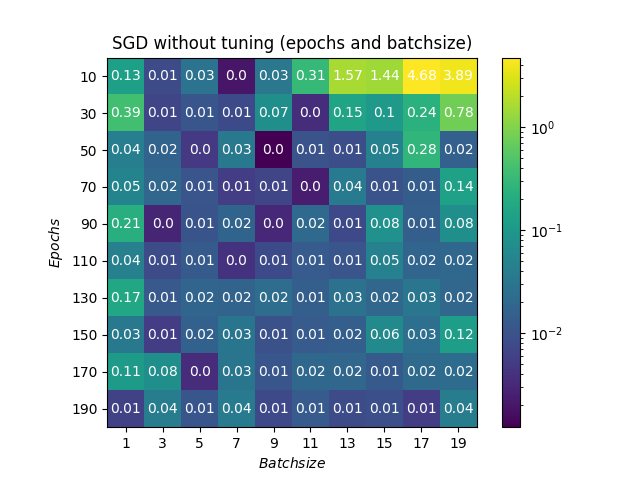 SGD without tuning (epochs and batchsize)
10 0.13 0.01 0.03 0.0 0.03 0.31 1.57 1.44 4.68 3.89
30 0.39 0.01 0.01 0.01 0.07 0.0 0.15 0.1 0.24 0.78
50 0.04 0.02 0.0 0.03 0.0 0.01 0.01 0.05 0.28 0.02
70 0.05 0.02 0.01 0.01 0.01 0.0 0.04 0.01 0.01 0.14
90 0.21 0.0 0.01 0.02 0.0 0.02 0.01 0.08 0.01 0.08
110 0.04 0.01 0.01 0.0 0.01 0.01 0.01 0.05 0.02 0.02
130 0.17 0.01 0.02 0.02 0.02 0.01 0.03 0.02 0.03 0.02
150 0.03 0.01 0.02 0.03 0.01 0.01 0.02 0.06 0.03 0.12
170 0.11 0.08 0.0 0.03 0.01 0.02 0.02 0.01 0.02 0.02
190 0.01 0.04 0.01 0.04 0.01 0.01 0.01 0.01 0.01 0.04
1 3 5 7 9 11 13 15 17 19
Batchsize
Epochs
10⁰
10⁻¹
10⁻²